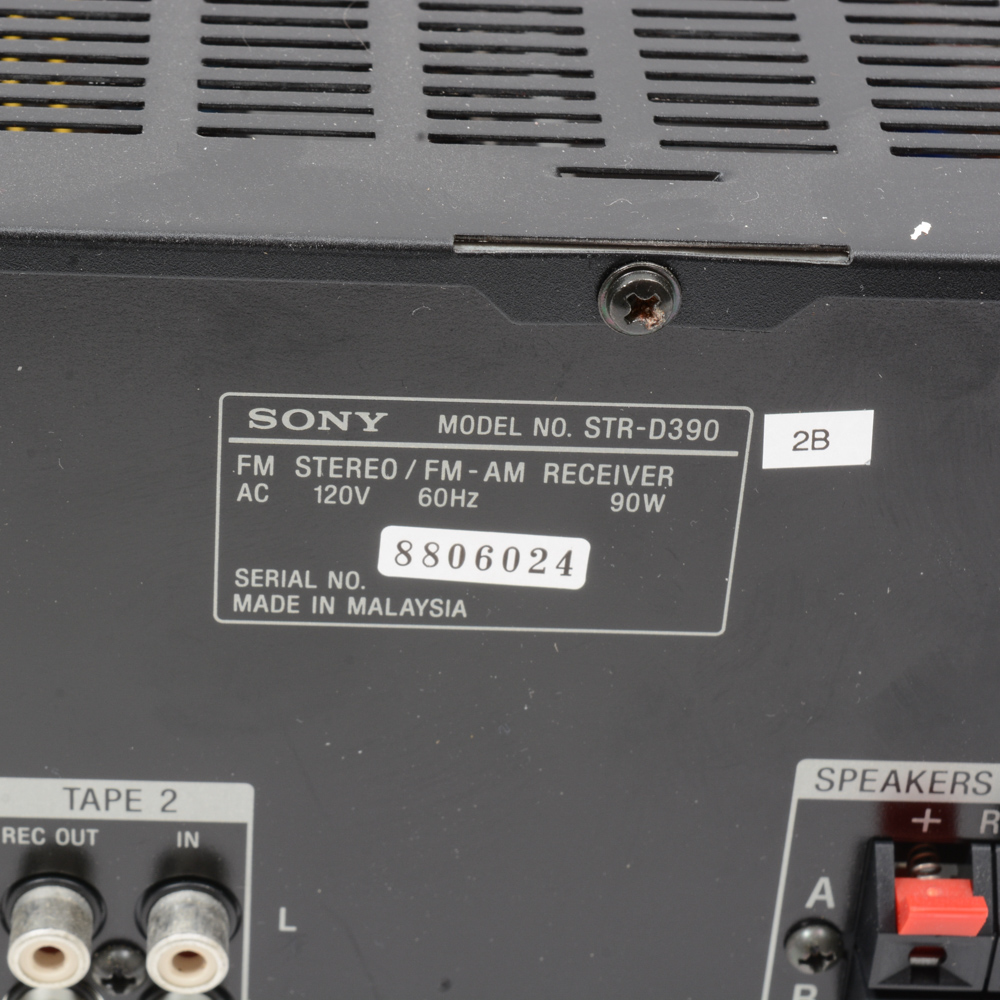 SONY MODEL NO. STR-D390
2B
FM STEREO / FM-AM RECEIVER
AC 120V 60Hz 90W
8806024
SERIAL NO.
MADE IN MALAYSIA
TAPE 2
REC OUT IN
L
SPEAKERS
+ R
A
B